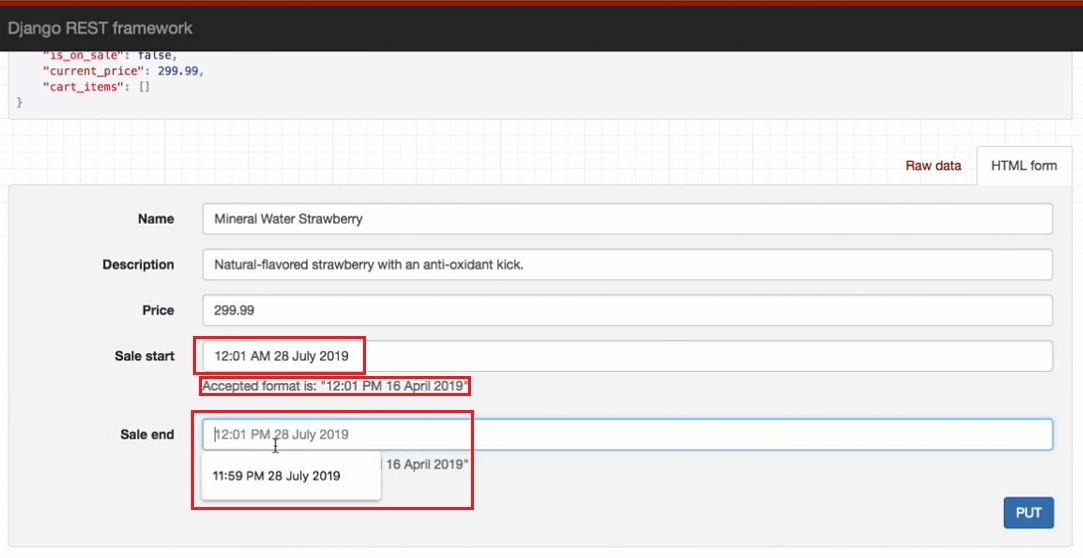 Django REST framework
"is_on_sale": false,
"current_price": 299.99,
"cart_items": []
}
Raw data
HTML form
Name
Mineral Water Strawberry
Description
Natural-flavored strawberry with an anti-oxidant kick.
Price
299.99
Sale start
12:01 AM 28 July 2019
Accepted format is: "12:01 PM 16 April 2019"
Sale end
12:01 PM 28 July 2019
16 April 2019"
11:59 PM 28 July 2019
PUT